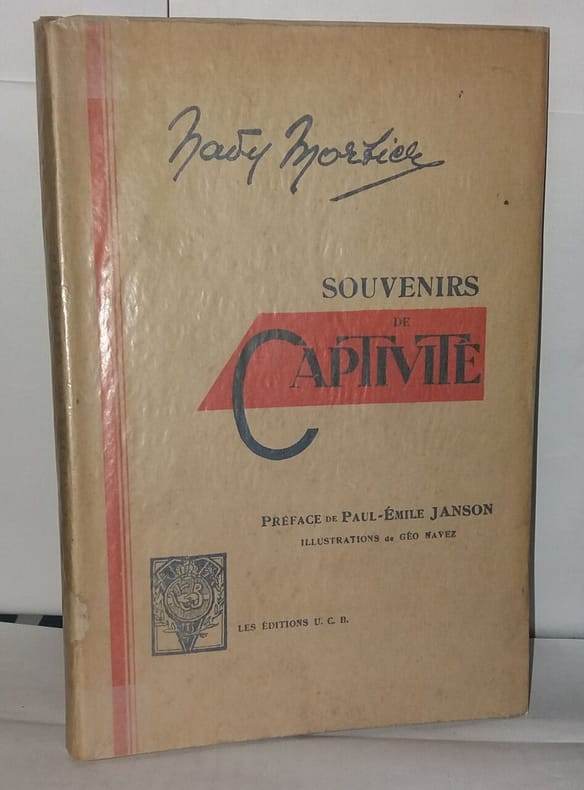 Nady Mortier
SOUVENIRS
DE
CAPTIVITÉ
PRÉFACE DE PAUL-ÉMILE JANSON
ILLUSTRATIONS de GÉO NAVEZ
LES ÉDITIONS U. C. B.